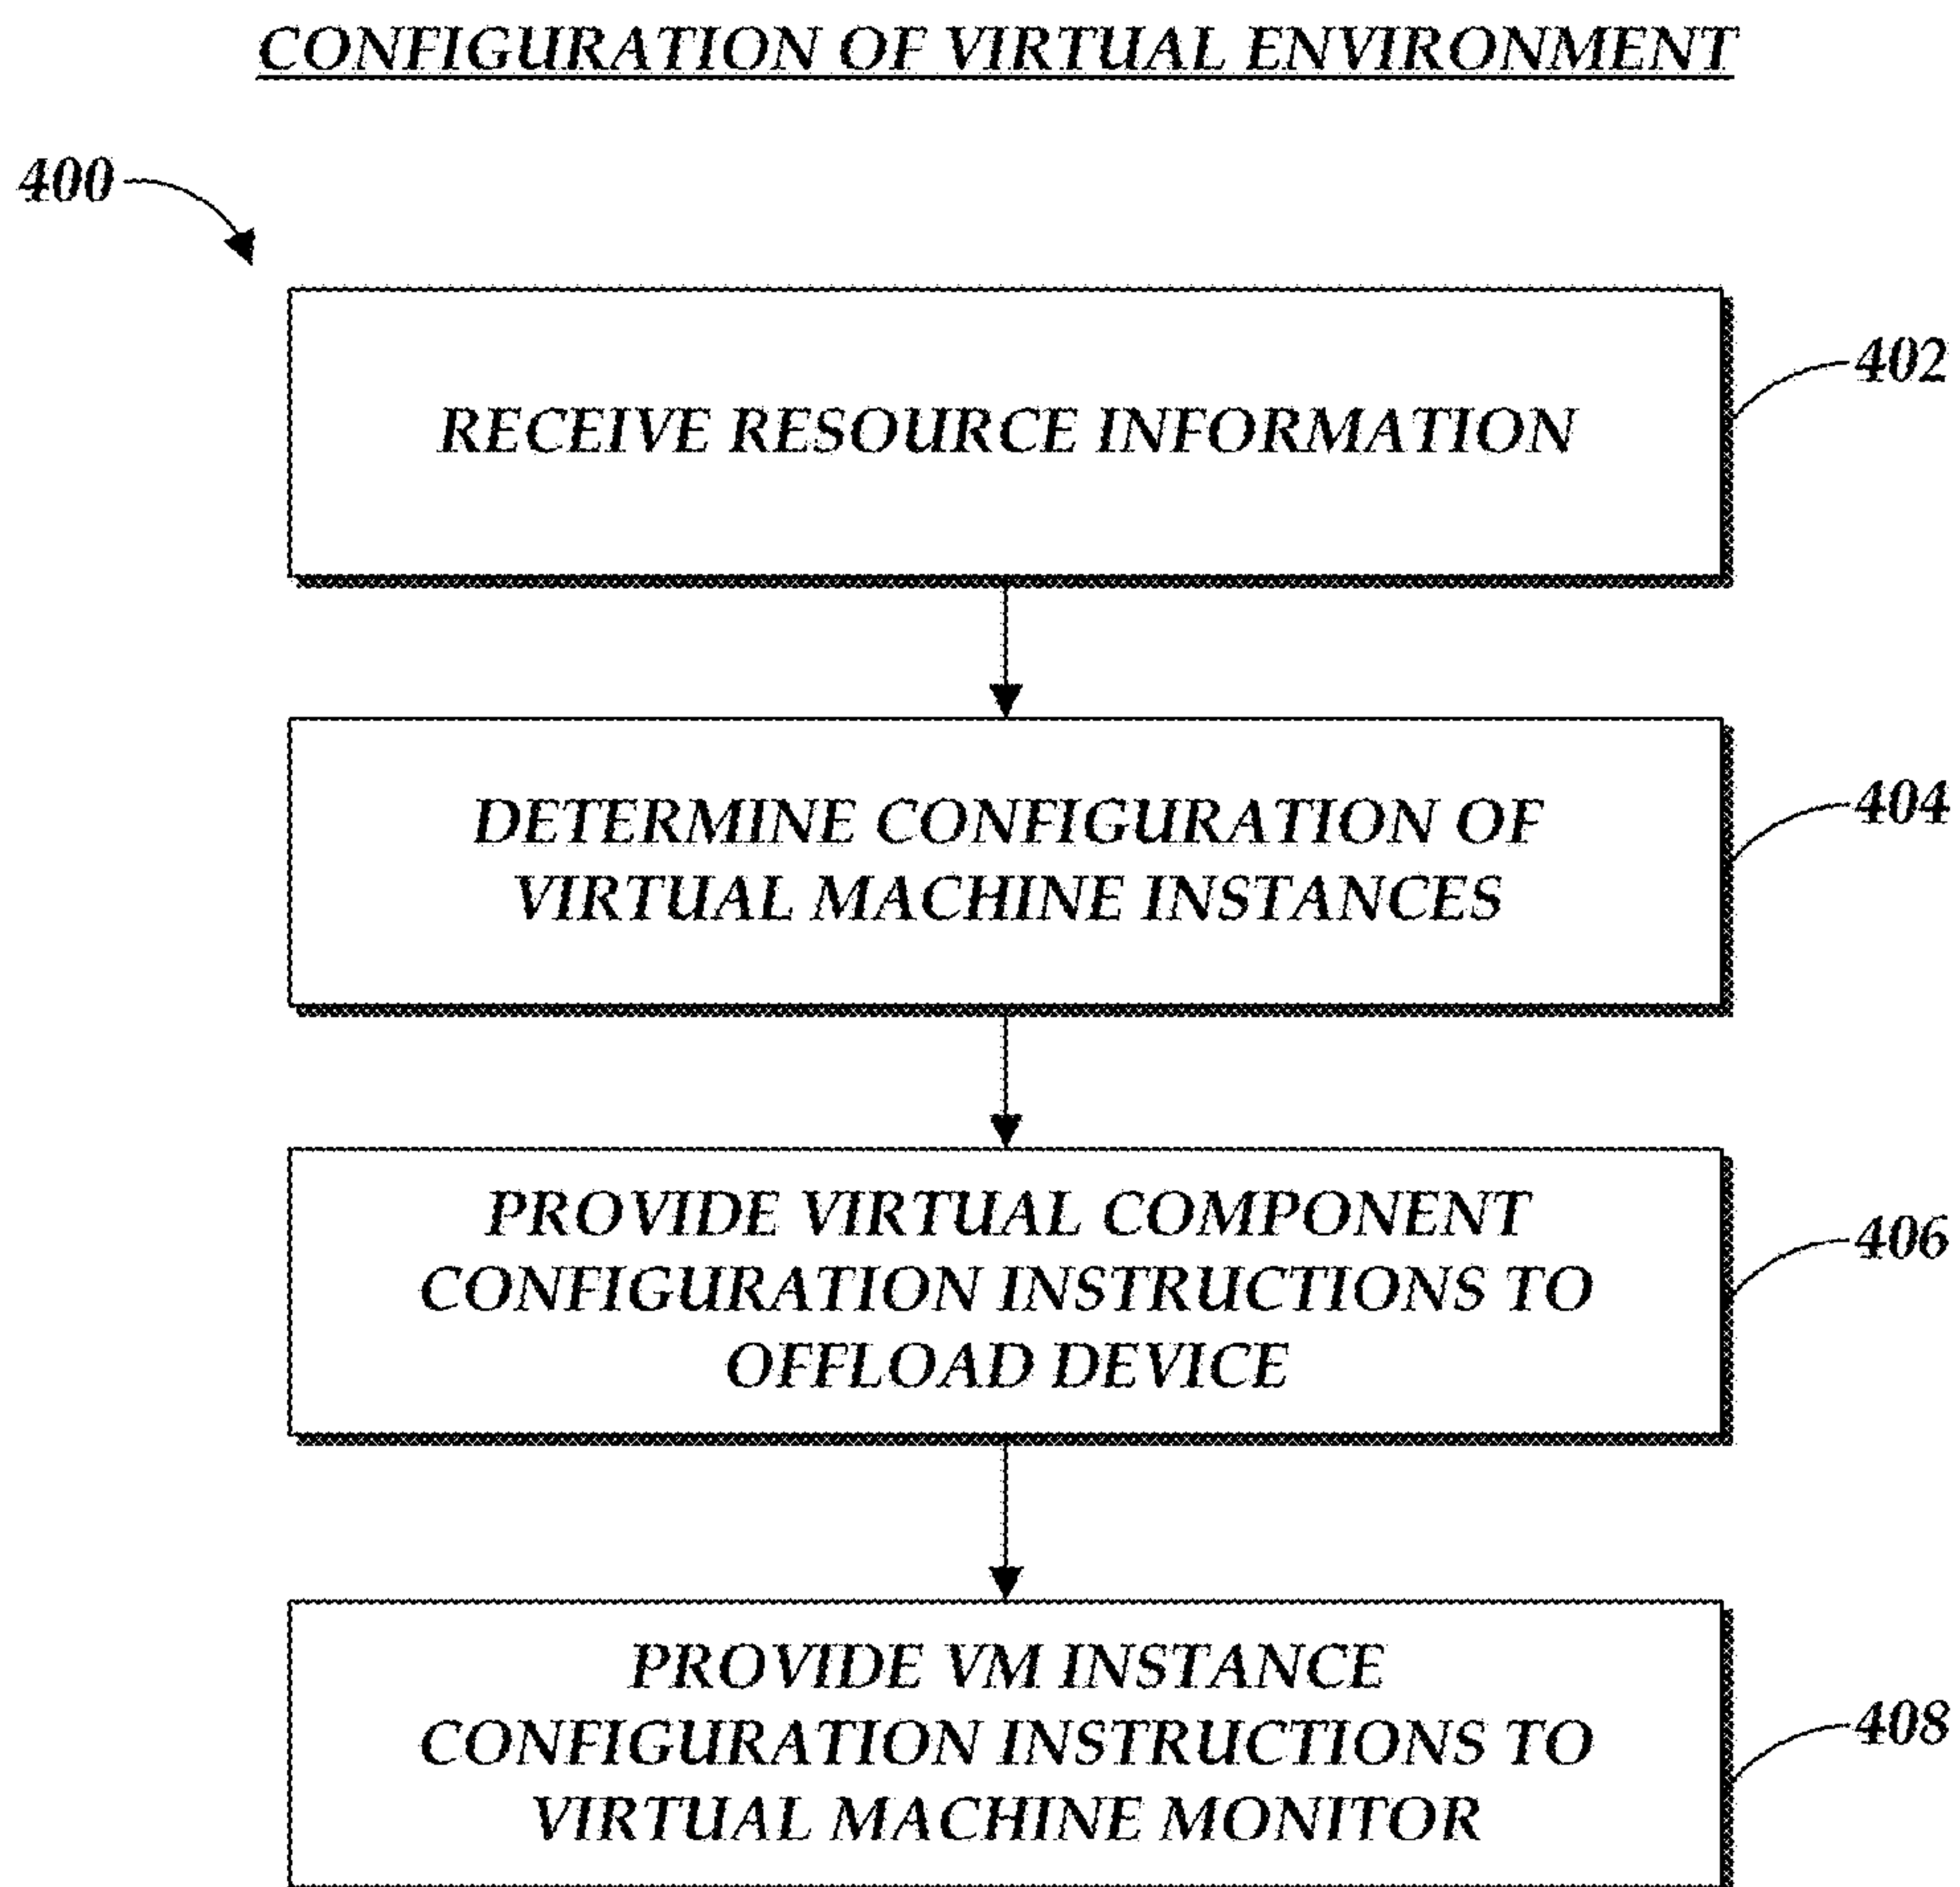 CONFIGURATION OF VIRTUAL ENVIRONMENT
400
RECEIVE RESOURCE INFORMATION
402
DETERMINE CONFIGURATION OF
VIRTUAL MACHINE INSTANCES
404
PROVIDE VIRTUAL COMPONENT
CONFIGURATION INSTRUCTIONS TO
OFFLOAD DEVICE
406
PROVIDE VM INSTANCE
CONFIGURATION INSTRUCTIONS TO
VIRTUAL MACHINE MONITOR
408